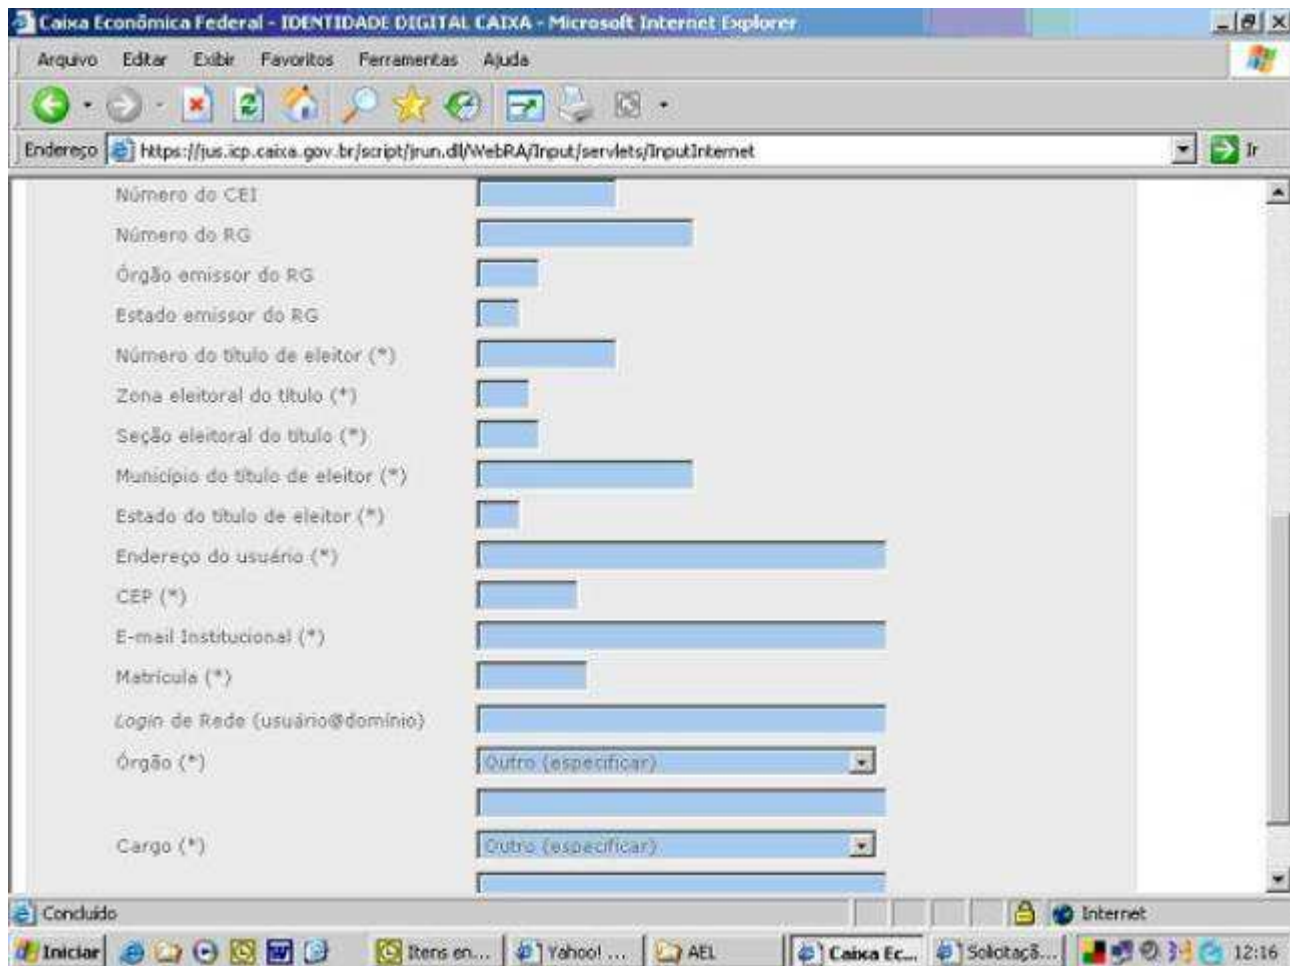 Caixa Econômica Federal - IDENTIDADE DIGITAL CAIXA - Microsoft Internet Explorer
Arquivo Editar Exibir Favoritos Ferramentas Ajuda
Endereço https://jus.icp.caixa.gov.br/script/jrun.dll/WebRA/Input/servlets/InputInternet Ir
Número do CEI
Número do RG
Órgão emissor do RG
Estado emissor do RG
Número do título de eleitor (*)
Zona eleitoral do título (*)
Seção eleitoral do título (*)
Município do título de eleitor (*)
Estado do título de eleitor (*)
Endereço do usuário (*)
CEP (*)
E-mail Institucional (*)
Matrícula (*)
Login de Rede (usuário@domínio)
Órgão (*) Outro (especificar)
Cargo (*) Outro (especificar)
Concluído Internet
Iniciar Itens en... Yahoo! ... AEL Caixa Ec... Solicitaçã... 12:16